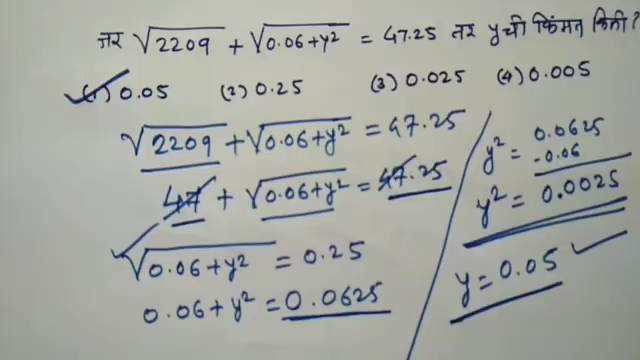 जर √2209 + √0.06+y² = 47.25 तर y ची किंमत किती?
(1) 0.05 (2) 0.25 (3) 0.025 (4) 0.005
√2209 + √0.06+y² = 47.25
47 + √0.06+y² = 47.25
√0.06+y² = 0.25
0.06+y² = 0.0625
y² = 0.0625
-0.06
y² = 0.0025
y = 0.05